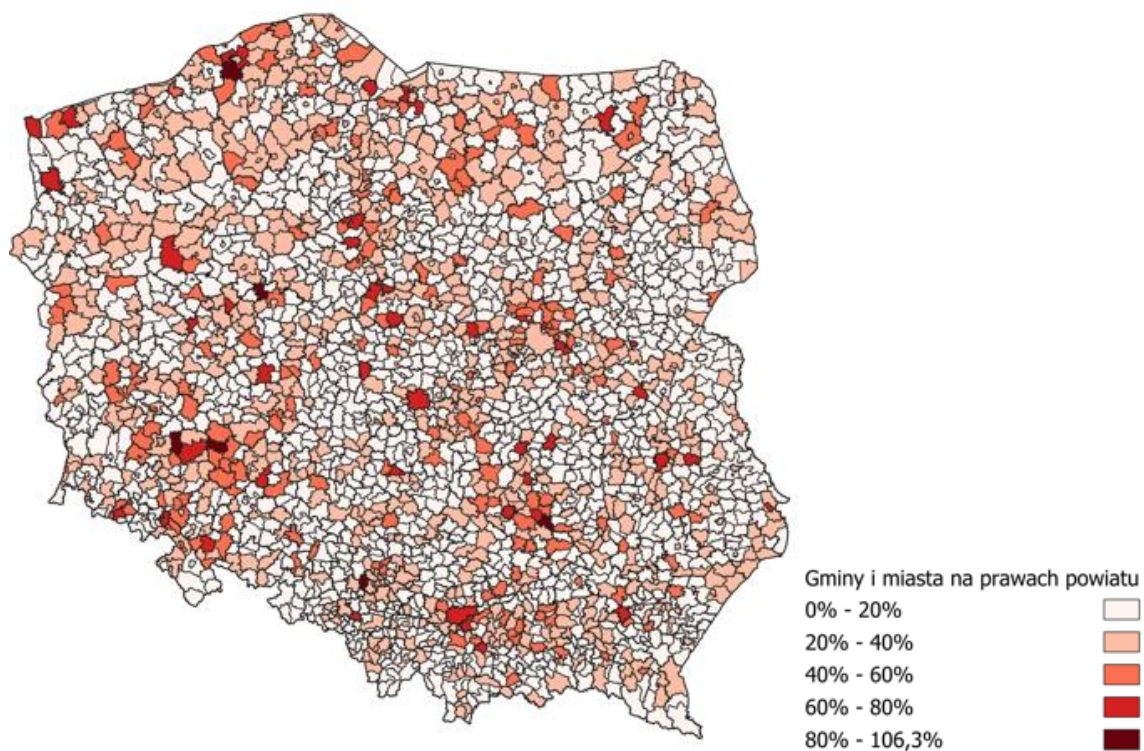 Gminy i miasta na prawach powiatu
0% - 20%
20% - 40%
40% - 60%
60% - 80%
80% - 106,3%